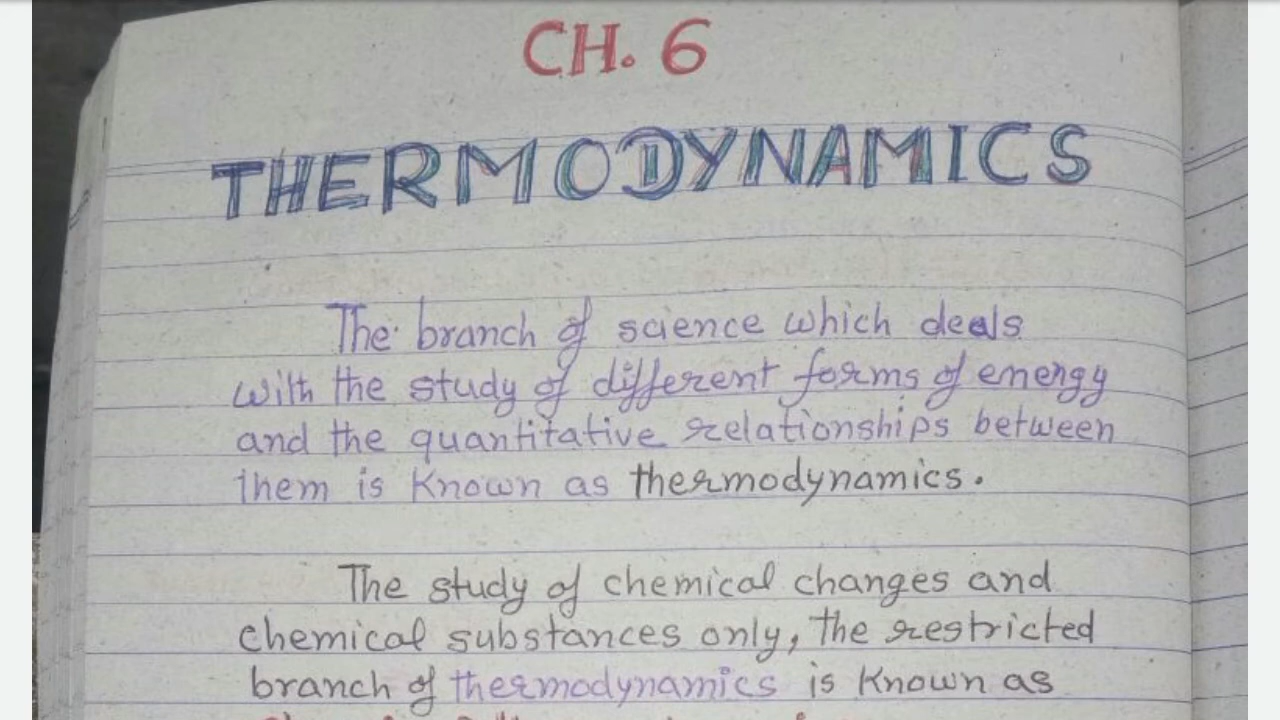 CH. 6
THERMODYNAMICS
The branch of science which deals
with the study of different forms of energy
and the quantitative relationships between
them is known as thermodynamics.
The study of chemical changes and
chemical substances only, the restricted
branch of thermodynamics is known as